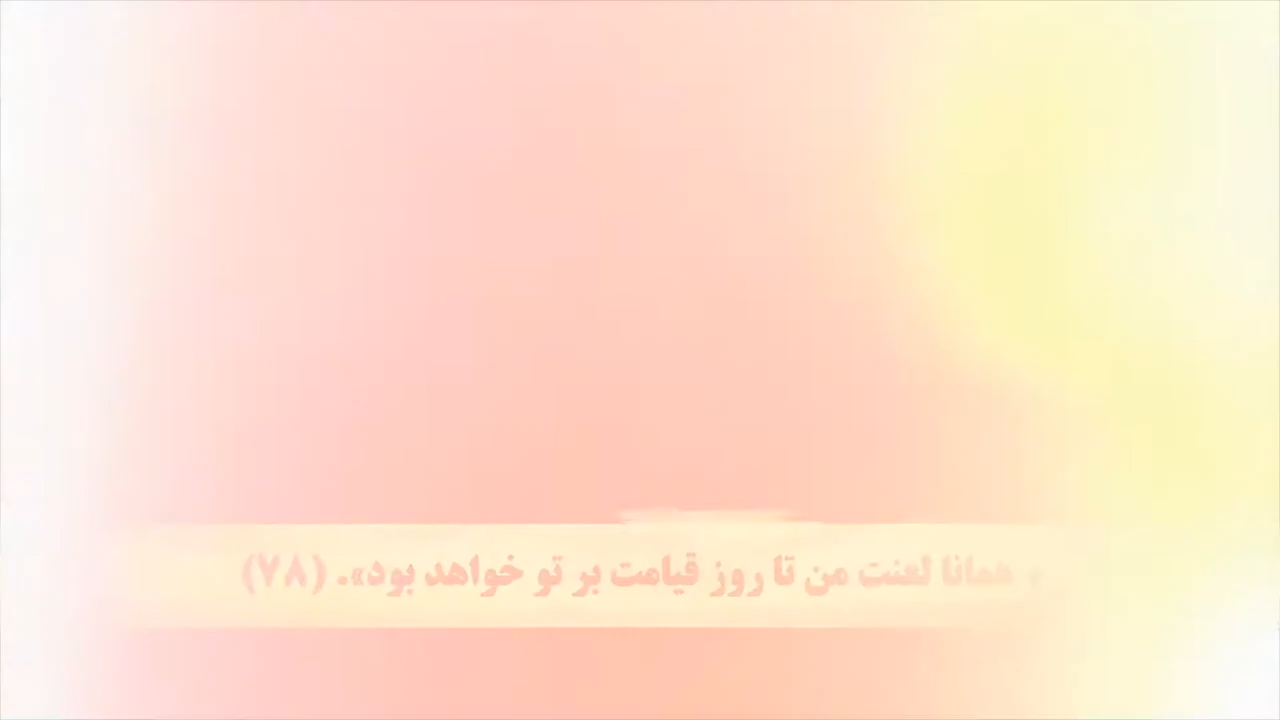 و همانا لعنت من تا روز قیامت بر تو خواهد بود». (۷۸)